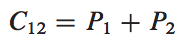 C₁₂ = P₁ + P₂